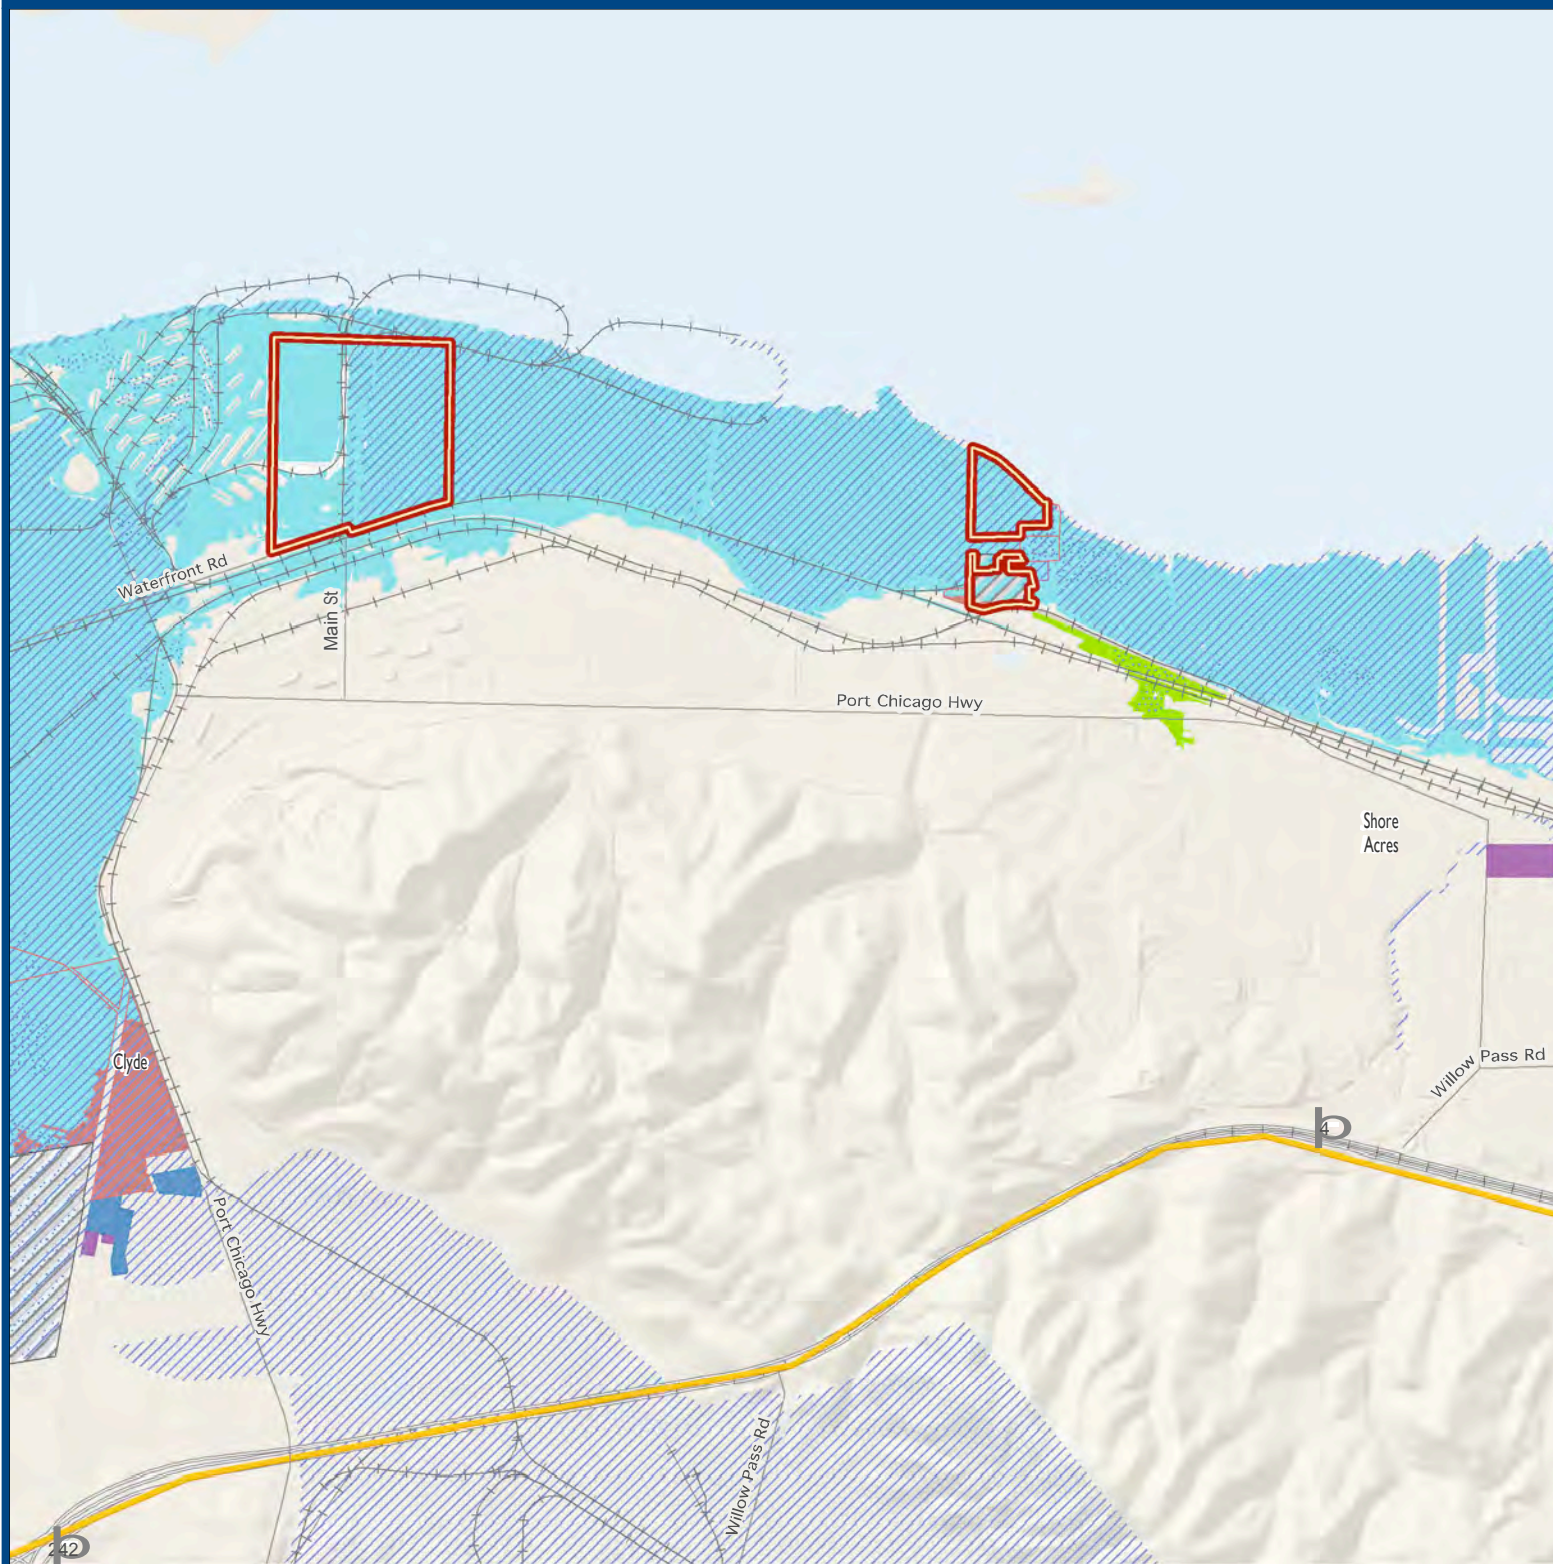 Waterfront Rd
Main St
Port Chicago Hwy
Shore
Acres
Clyde
Willow Pass Rd
4
Port Chicago Hwy
Willow Pass Rd
242